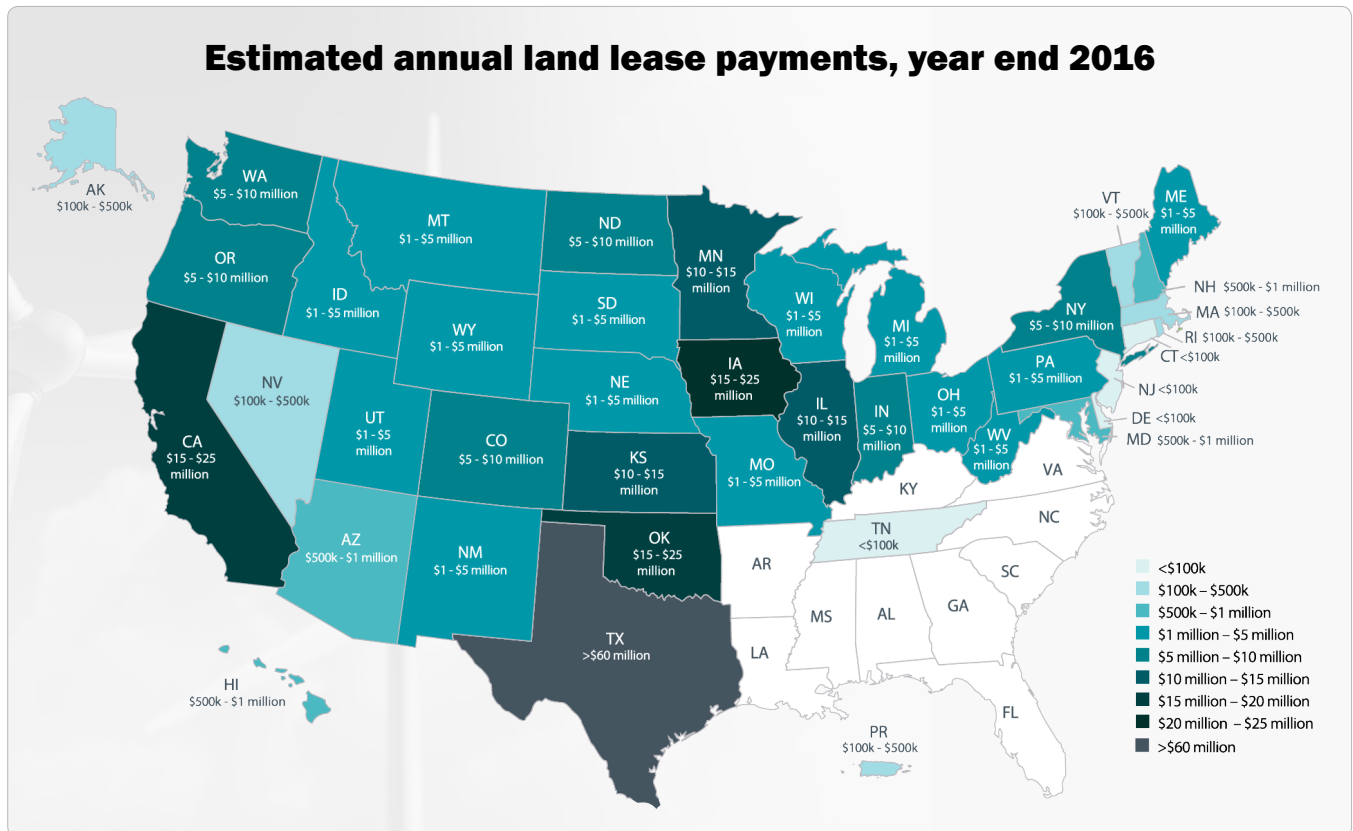 Estimated annual land lease payments, year end 2016
AK
$100k - $500k
WA
$5 - $10 million
OR
$5 - $10 million
CA
$15 - $25
million
NV
$100k - $500k
ID
$1 - $5 million
MT
$1 - $5 million
WY
$1 - $5 million
UT
$1 - $5
million
AZ
$500k - $1 million
CO
$5 - $10 million
NM
$1 - $5 million
ND
$5 - $10 million
SD
$1 - $5 million
NE
$1 - $5 million
KS
$10 - $15
million
OK
$15 - $25
million
TX
>$60 million
MN
$10 - $15
million
IA
$15 - $25
million
MO
$1 - $5 million
AR
LA
WI
$1 - $5
million
IL
$10 - $15
million
MI
$1 - $5
million
IN
$5 - $10
million
OH
$1 - $5
million
KY
TN
<$100k
MS
AL
GA
FL
SC
NC
VA
WV
$1 - $5
million
PA
$1 - $5 million
NY
$5 - $10 million
VT
$100k - $500k
ME
$1 - $5
million
NH $500k - $1 million
MA $100k - $500k
RI $100k - $500k
CT <$100k
NJ <$100k
DE <$100k
MD $500k - $1 million
HI
$500k - $1 million
PR
$100k - $500k
<$100k
$100k – $500k
$500k – $1 million
$1 million – $5 million
$5 million – $10 million
$10 million – $15 million
$15 million – $20 million
$20 million – $25 million
>$60 million